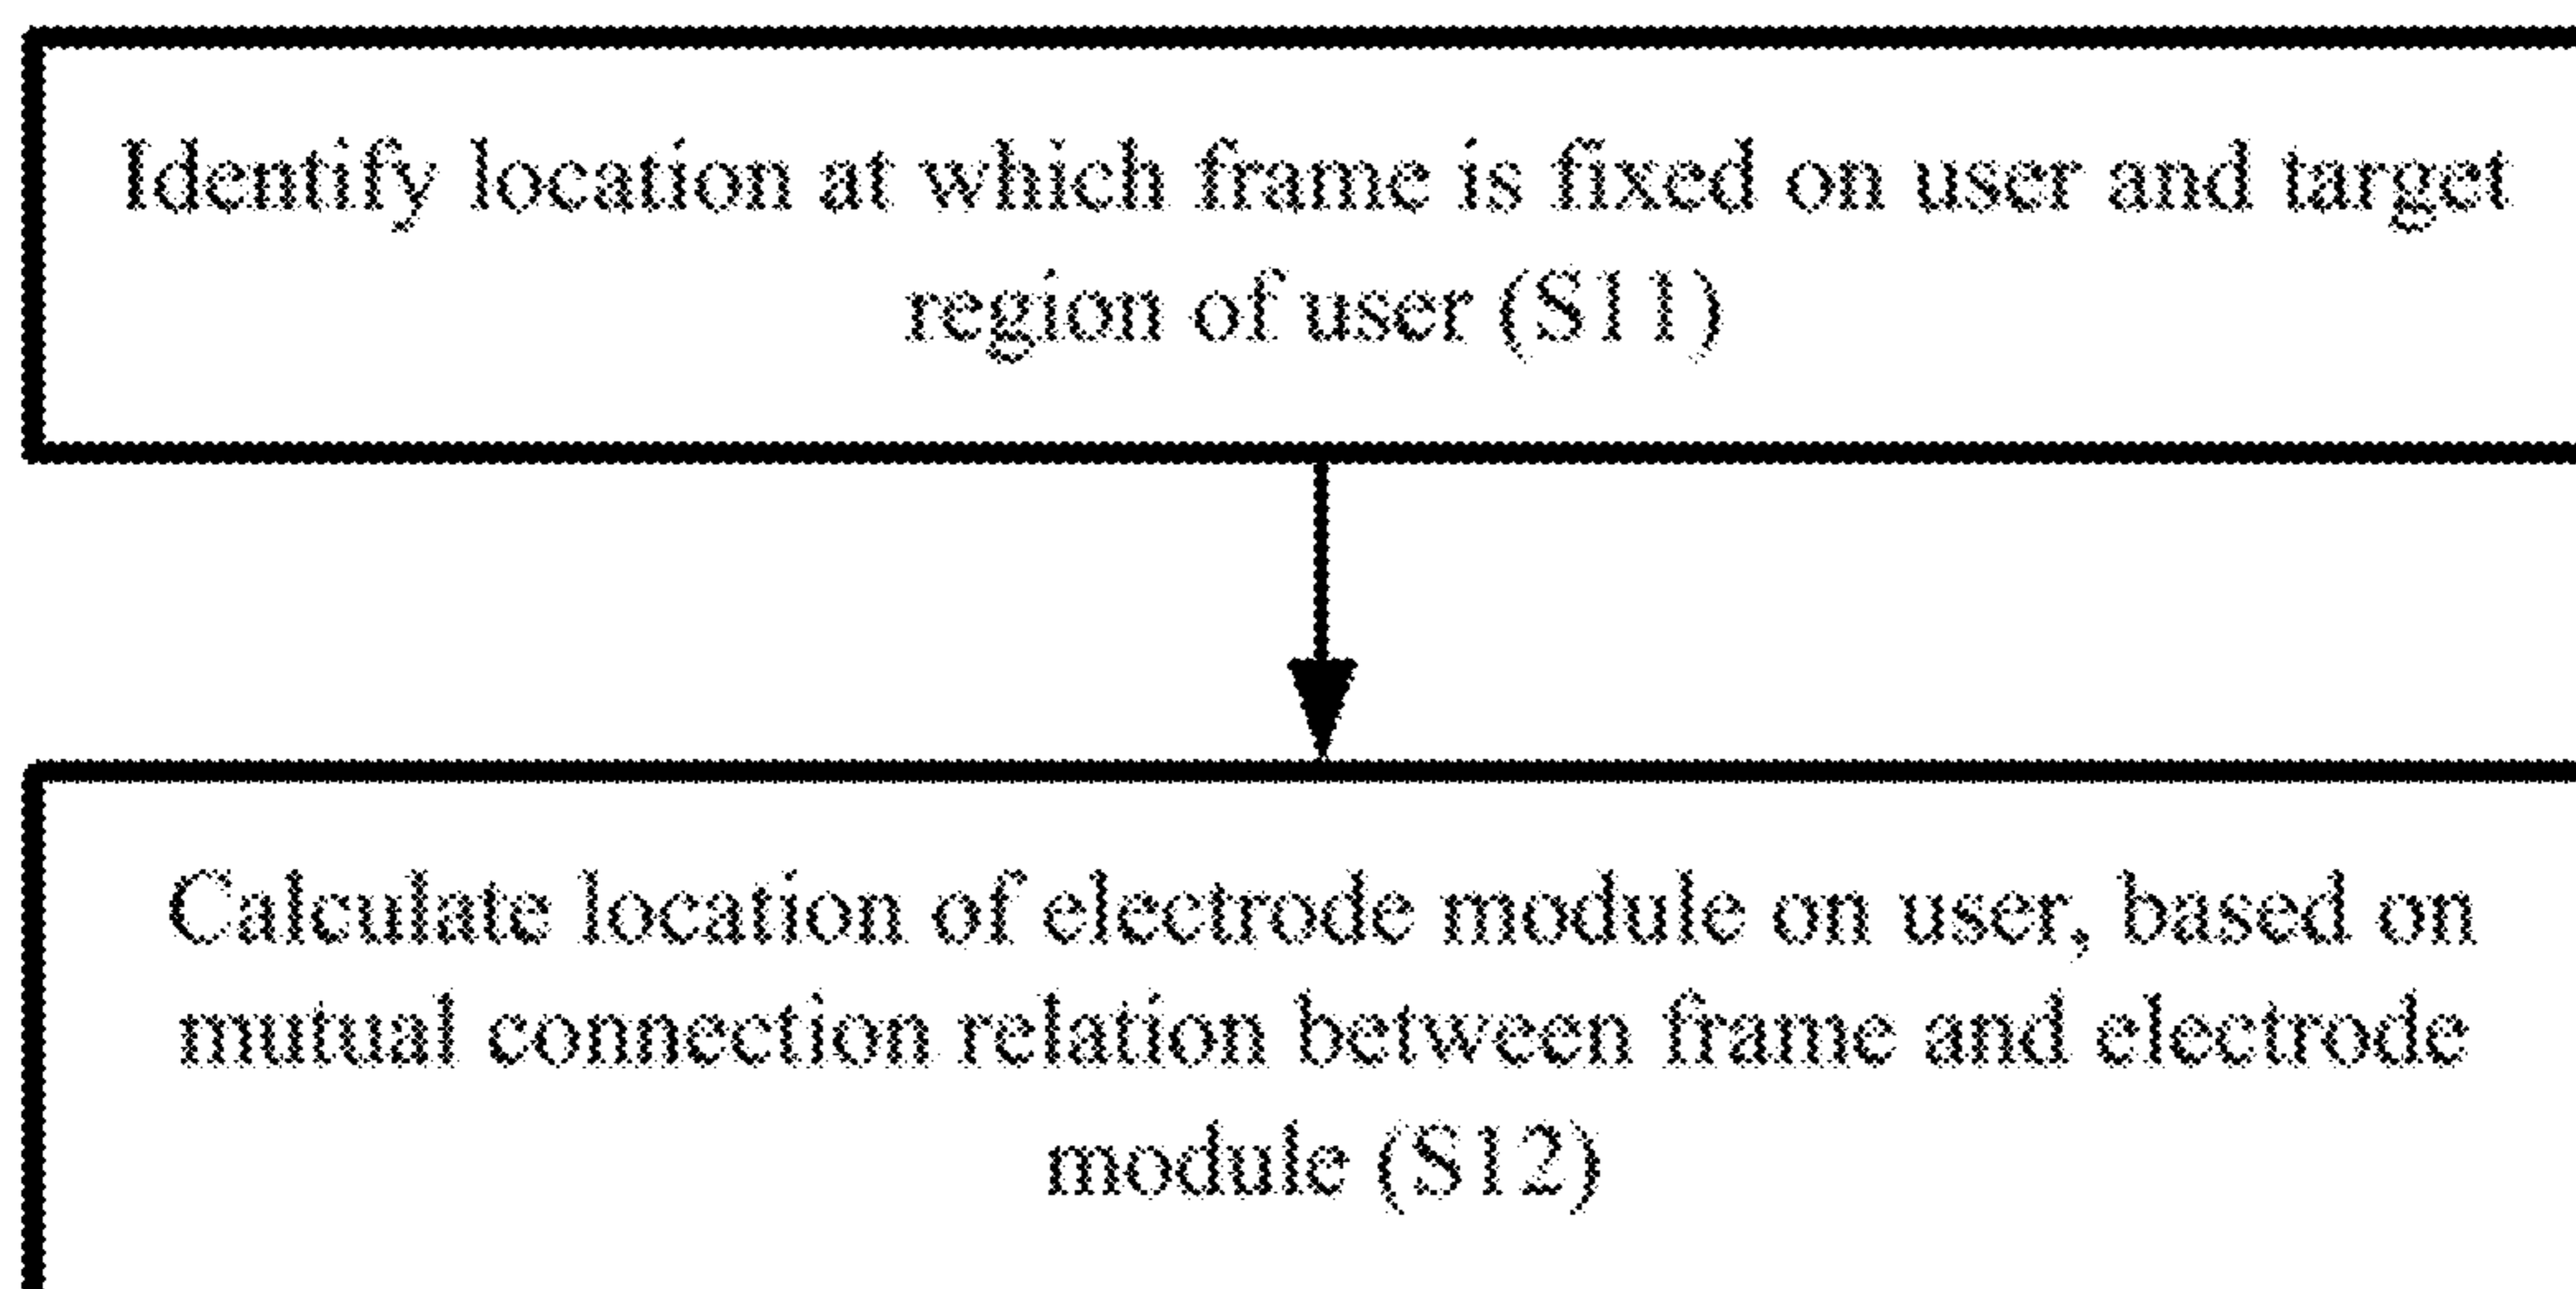 Identify location at which frame is fixed on user and target
region of user (S11)
Calculate location of electrode module on user, based on
mutual connection relation between frame and electrode
module (S12)